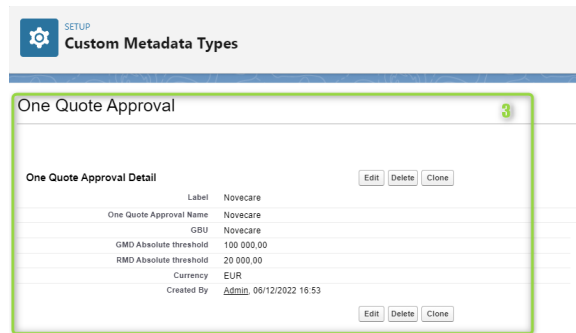 SETUP
Custom Metadata Types
One Quote Approval
3
One Quote Approval Detail
Edit Delete Clone
Label Novecare
One Quote Approval Name Novecare
GBU Novecare
GMD Absolute threshold 100 000,00
RMD Absolute threshold 20 000,00
Currency EUR
Created By Admin, 06/12/2022 16:53
Edit Delete Clone